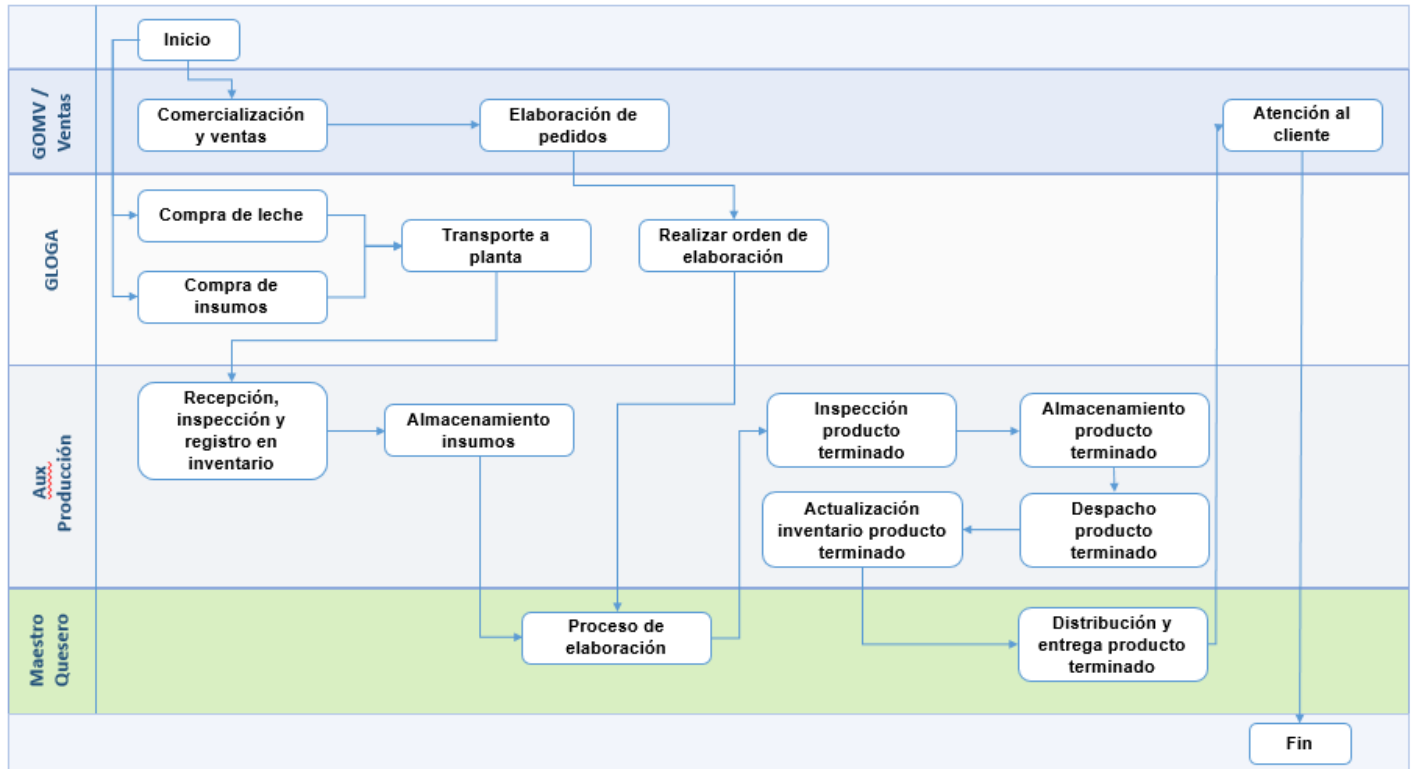 Inicio
GOMV /
Ventas
Comercialización
y ventas
Elaboración de
pedidos
Atención al
cliente
GLOGA
Compra de leche
Compra de
insumos
Transporte a
planta
Realizar orden de
elaboración
Aux
Producción
Recepción,
inspección y
registro en
inventario
Almacenamiento
insumos
Inspección
producto
terminado
Almacenamiento
producto
terminado
Actualización
inventario producto
terminado
Despacho
producto
terminado
Maestro
Quesero
Proceso de
elaboración
Distribución y
entrega producto
terminado
Fin